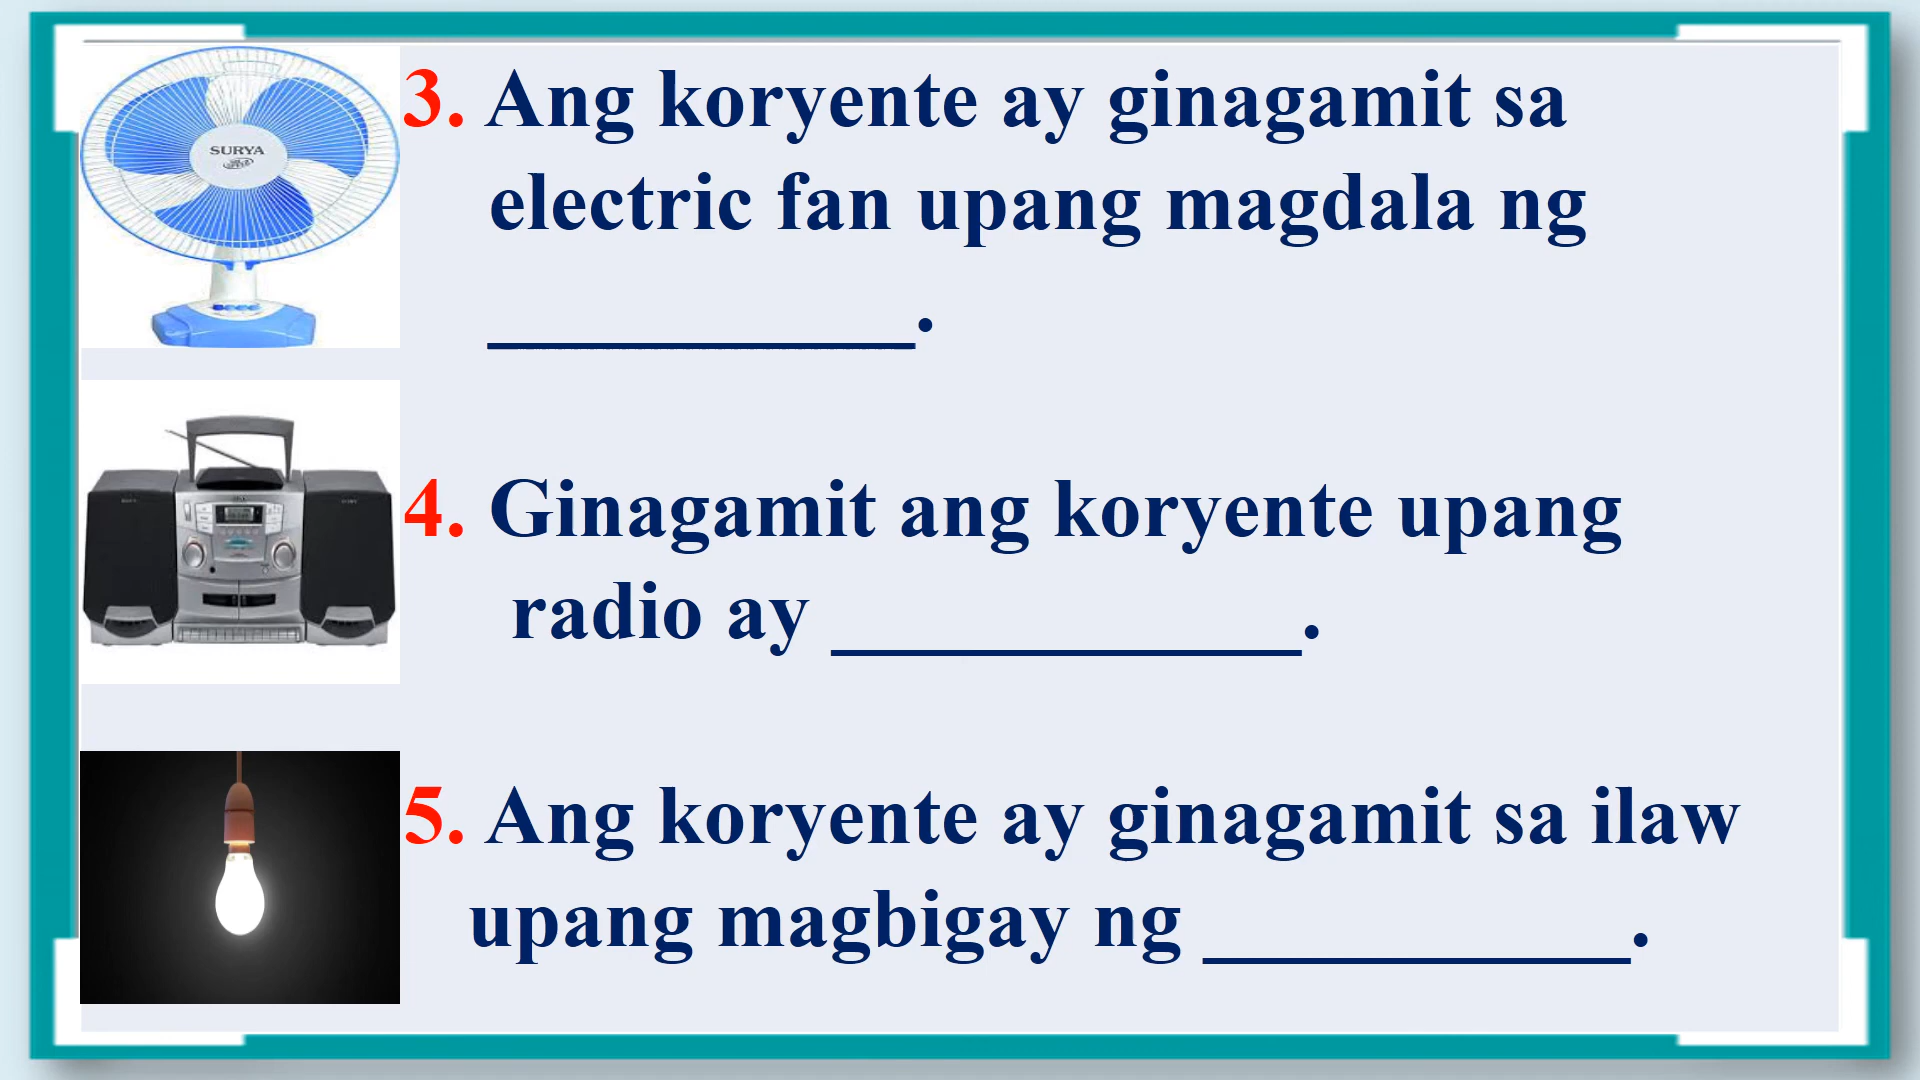 SURYA
3. Ang koryente ay ginagamit sa
electric fan upang magdala ng
___________.
4. Ginagamit ang koryente upang
radio ay ____________.
5. Ang koryente ay ginagamit sa ilaw
upang magbigay ng ___________.